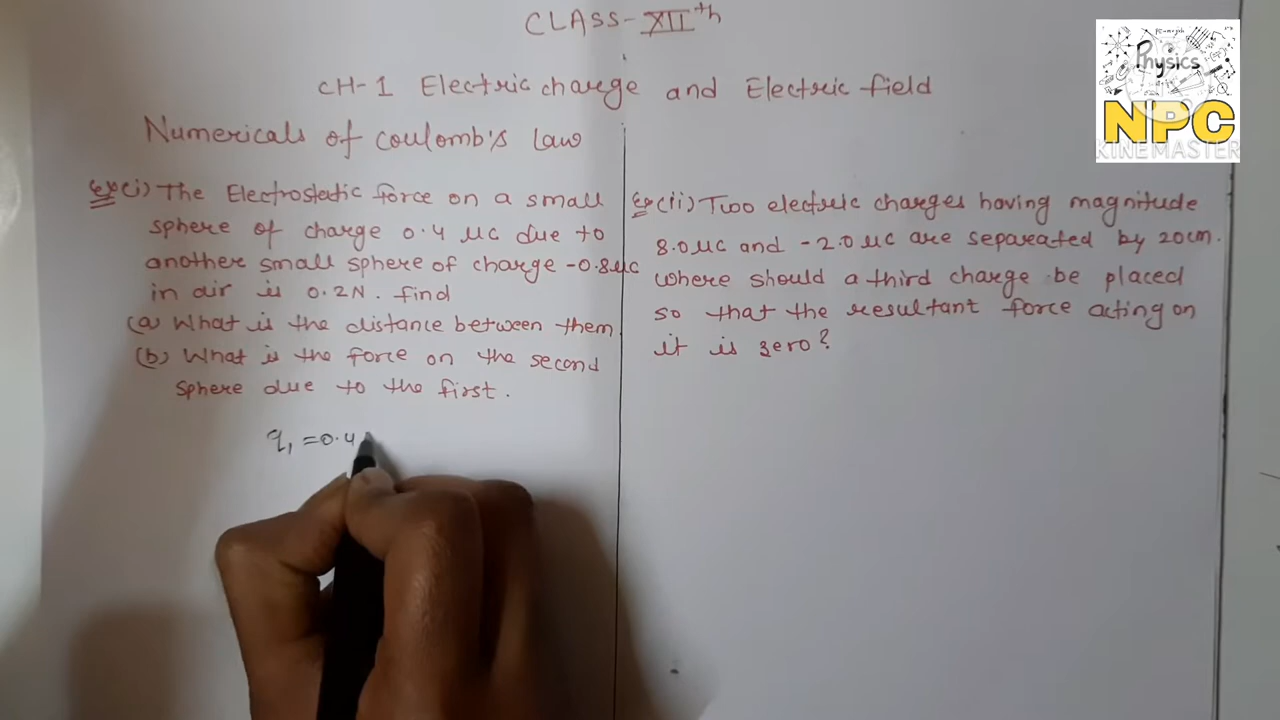 CLASS-XIIth
CH-1 Electric charge and Electric field
Numericals of Coulomb's law
Ex(i) The Electrostatic force on a small
sphere of charge 0.4 μc due to
another small sphere of charge -0.8μc
in air is 0.2N. find
(a) What is the distance between them
(b) What is the force on the second
sphere due to the first.
q1 = 0.4
Ex(ii) Two electric charges having magnitude
8.0μc and -2.0μc are separated by 20cm.
where should a third charge be placed
so that the resultant force acting on
it is zero?
Physics
NPC
KINEMASTER